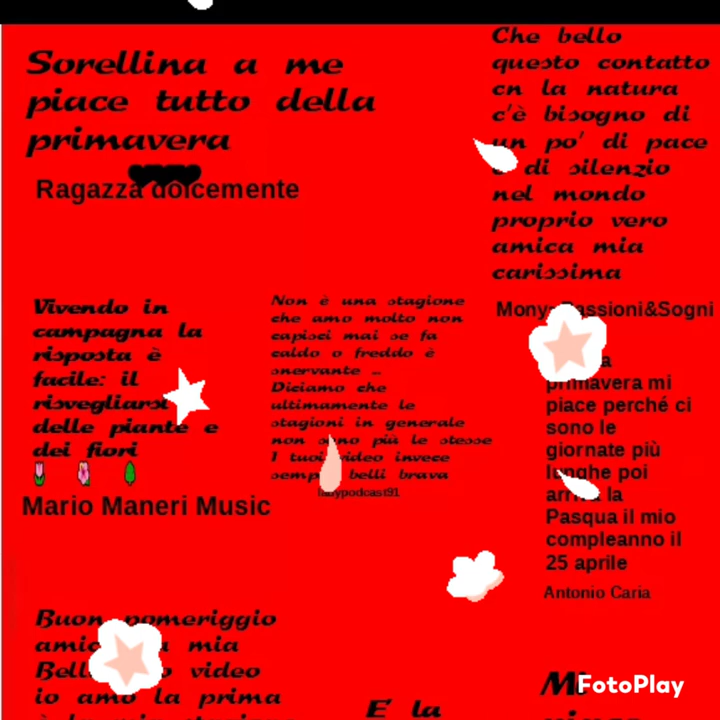 Sorellina a me
piace tutto della
primavera
Ragazza dolcemente
Che bello
questo contatto
cn la natura
c'è bisogno di
un po' di pace
di silenzio
nel mondo
proprio vero
amica mia
carissima
Mony Passioni&Sogni
Vivendo in
campagna la
risposta è
facile: il
risvegliarsi
delle piante e
dei fiori
Mario Maneri Music
Non è una stagione
che amo molto non
capisci mai se fa
caldo o freddo è
snervante ..
Diciamo che
ultimamente le
stagioni in generale
non sono più le stesse
I tuoi video invece
sempre belli brava
ladypodcast91
primavera mi
piace perché ci
sono le
giornate più
lunghe poi
arriva la
Pasqua il mio
compleanno il
25 aprile
Antonio Caria
Buon pomeriggio
mia
video
io amo la prima
E' la
Mi
FotoPlay